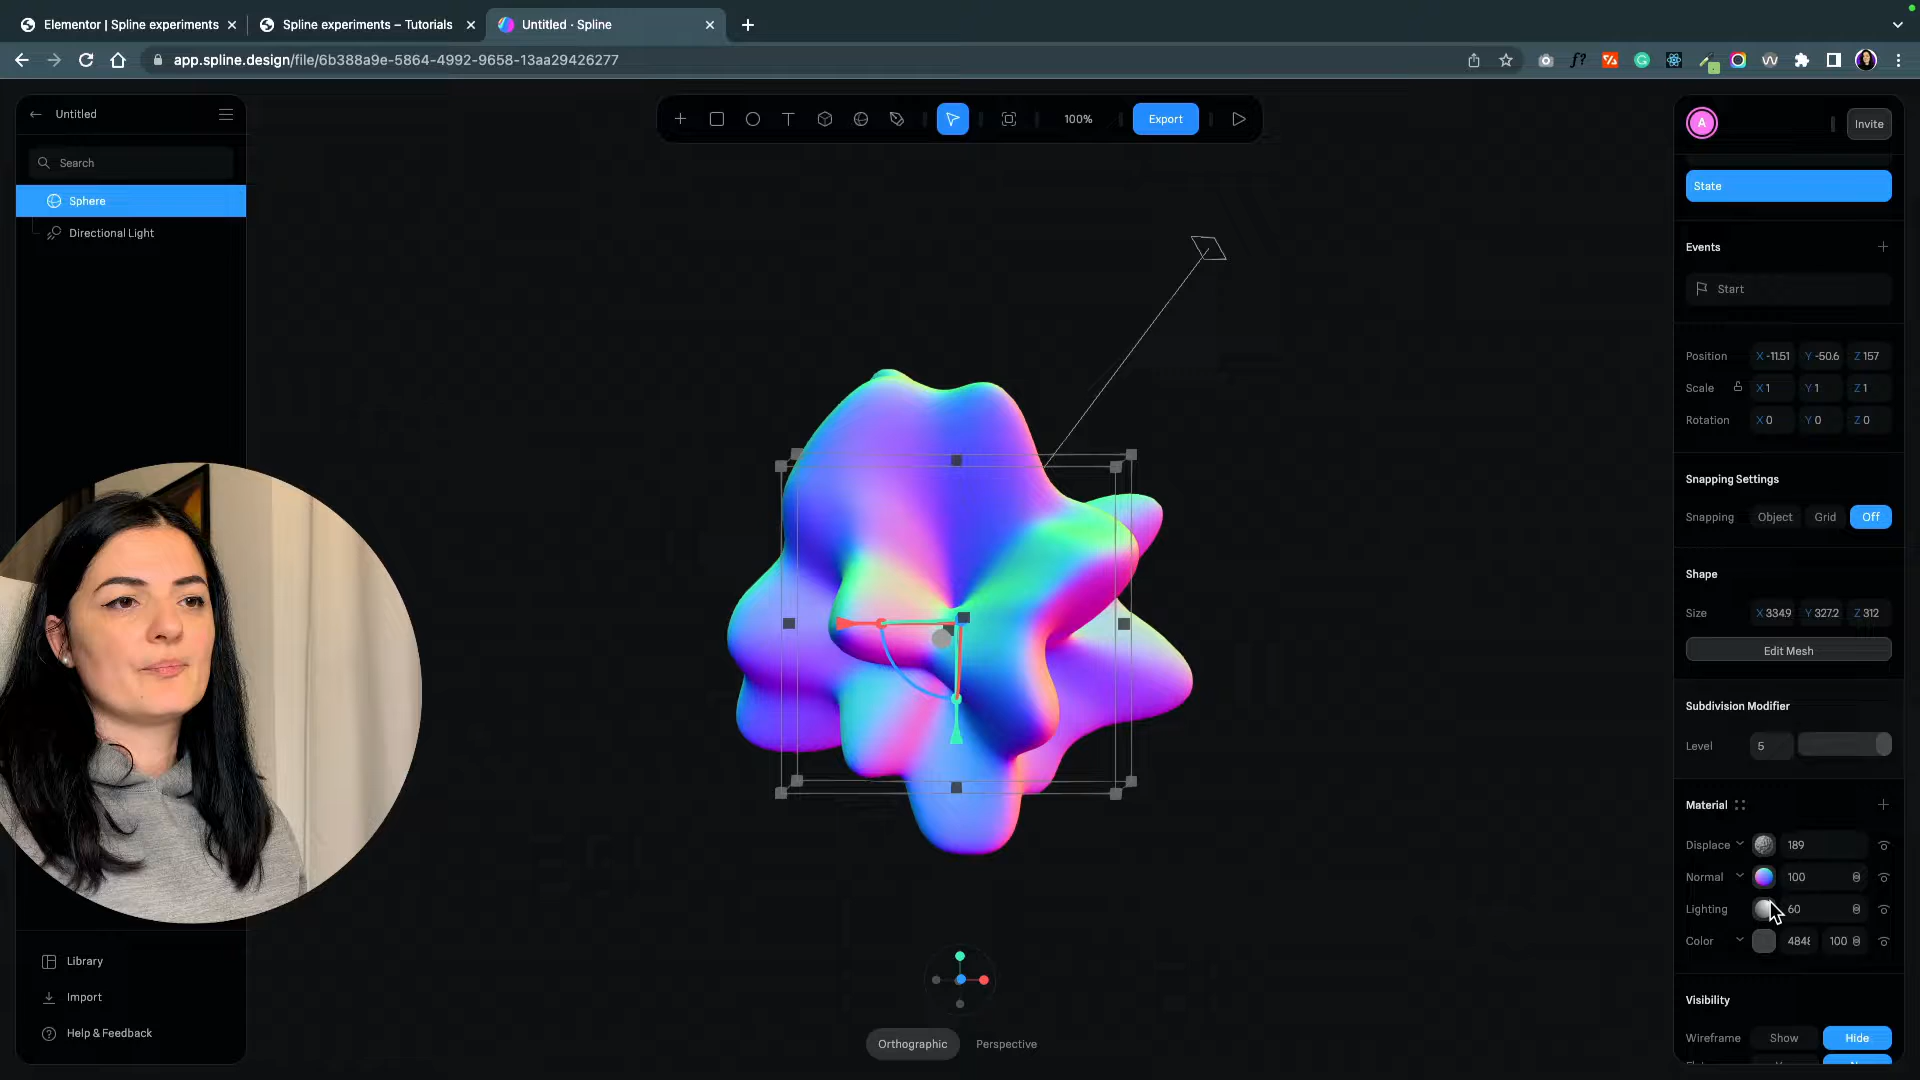 Elementor | Spline experiments
Spline experiments – Tutorials
Untitled · Spline
app.spline.design/file/6b388a9e-5864-4992-9658-13aa29426277
Untitled
Search
Sphere
Directional Light
Library
Import
Help & Feedback
100%
Export
Orthographic
Perspective
A
Invite
State
Events
Start
Position X -11.51 Y -50.6 Z 157
Scale X 1 Y 1 Z 1
Rotation X 0 Y 0 Z 0
Snapping Settings
Snapping Object Grid Off
Shape
Size X 334.9 Y 327.2 Z 312
Edit Mesh
Subdivision Modifier
Level 5
Material
Displace 189
Normal 100
Lighting 60
Color 484 100
Visibility
Wireframe Show Hide